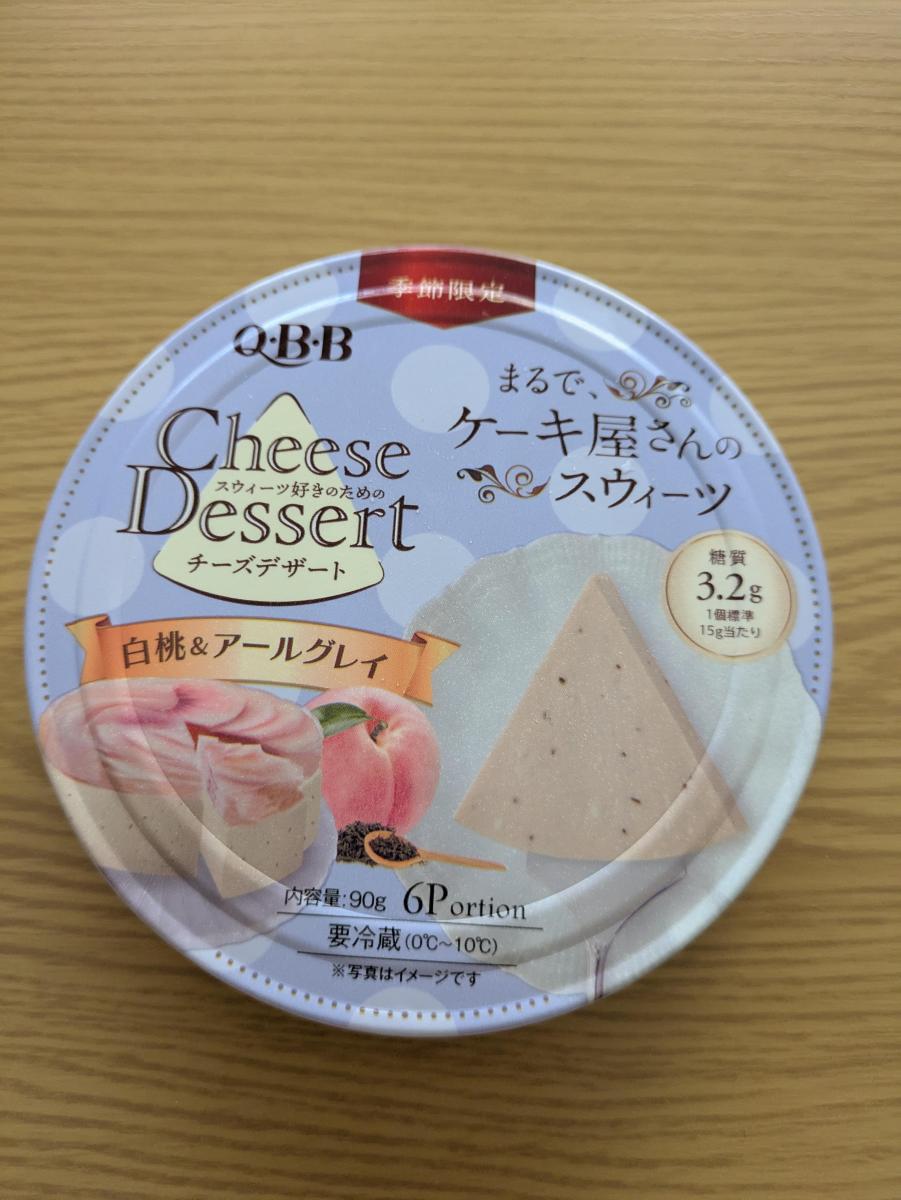 季節限定
Q・B・B
まるで、
ケーキ屋さんの
スウィーツ
Cheese
スウィーツ好きのための
Dessert
チーズデザート
糖質
3.2g
1個標準
15g当たり
白桃&アールグレイ
内容量:90g 6Portion
要冷蔵(0℃〜10℃)
※写真はイメージです